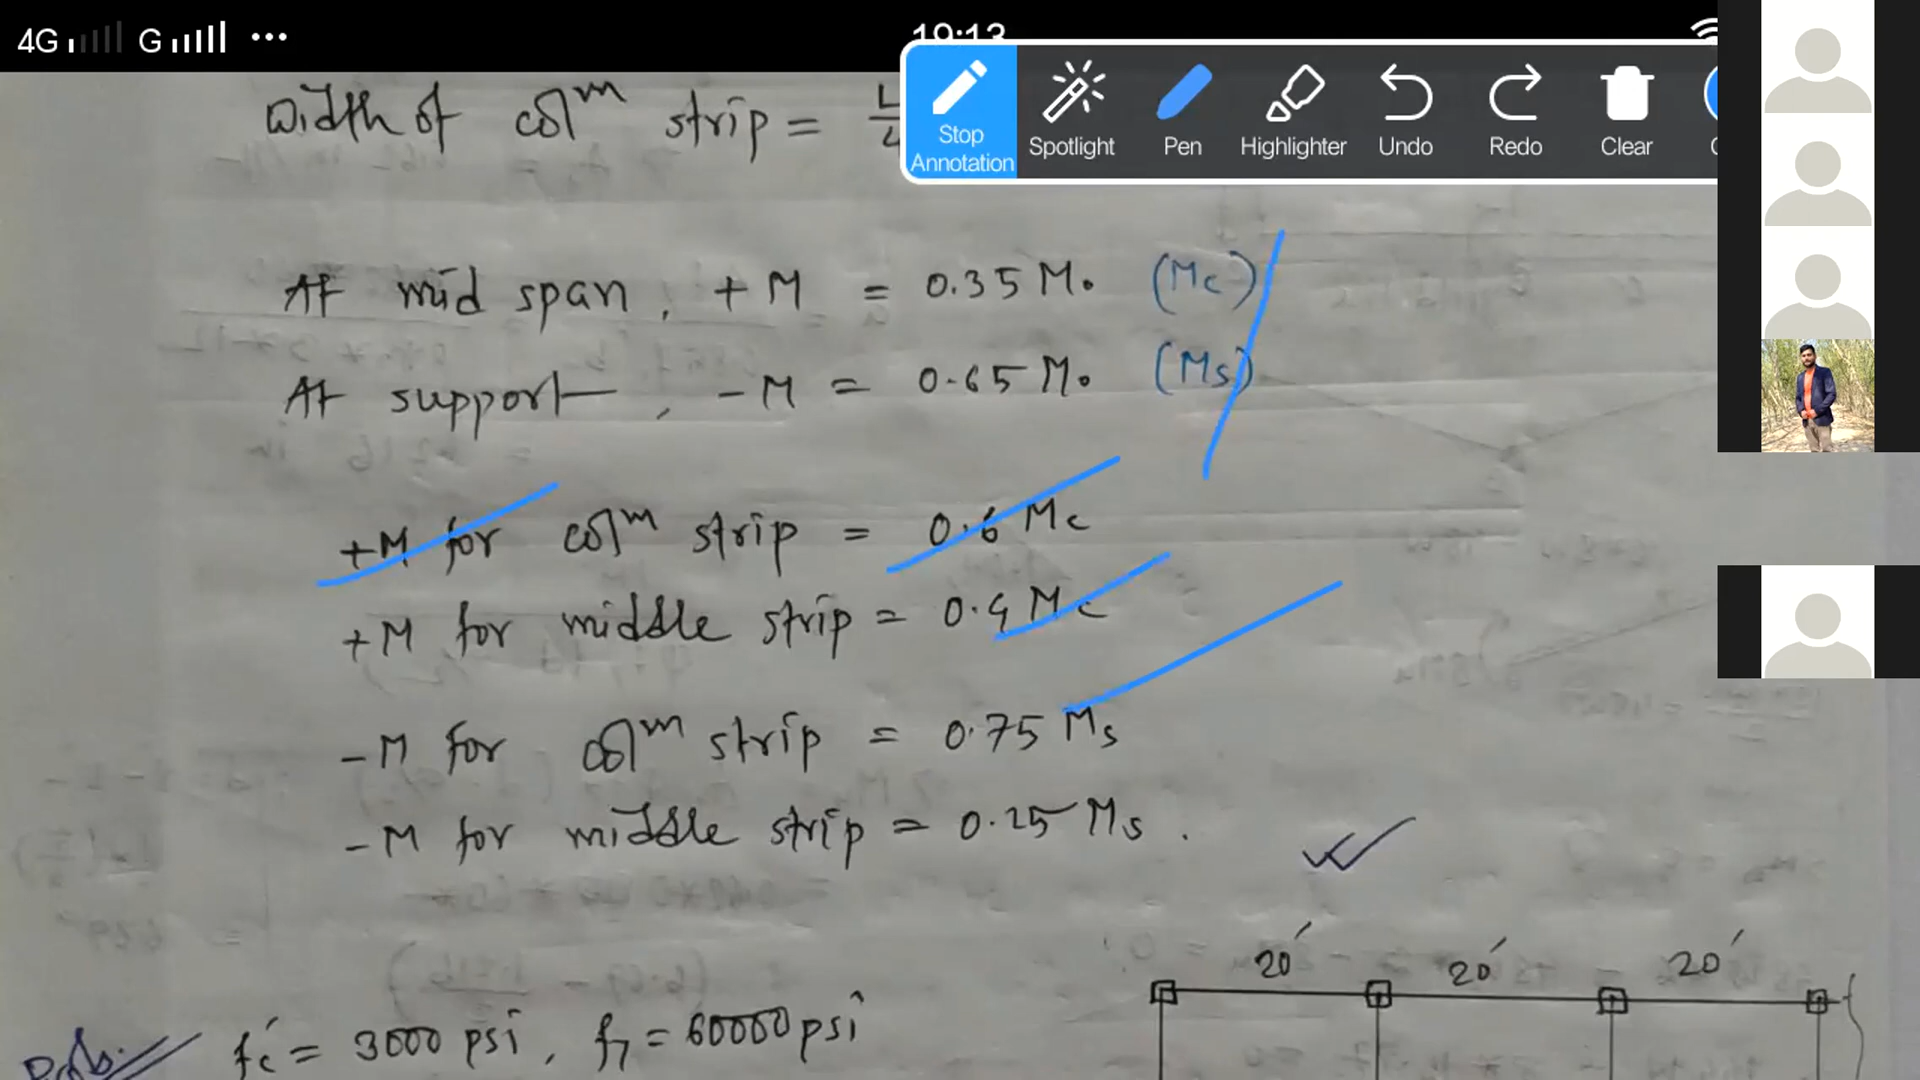 4G G ... 19:13
Stop Annotation Spotlight Pen Highlighter Undo Redo Clear
Width of colm strip = L/4
At mid span, +M = 0.35 Mo (Mc)
At support, -M = 0.65 Mo (Ms)
+M for colm strip = 0.6 Mc
+M for middle strip = 0.4 Mc
-M for colm strip = 0.75 Ms
-M for middle strip = 0.25 Ms.
20' 20' 20'
f'c = 3000 psi, fy = 60000 psi